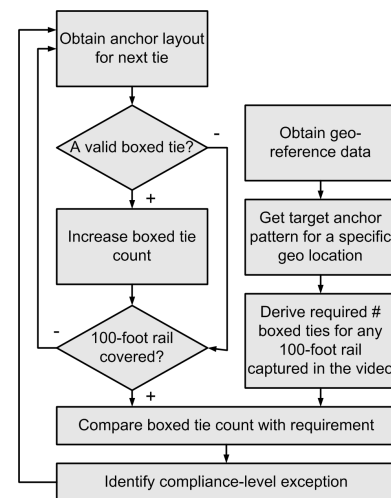 Obtain anchor layout
for next tie
A valid boxed tie?
-
+
Increase boxed tie
count
-
100-foot rail
covered?
+
Obtain geo-
reference data
Get target anchor
pattern for a specific
geo location
Derive required #
boxed ties for any
100-foot rail
captured in the video
Compare boxed tie count with requirement
Identify compliance-level exception